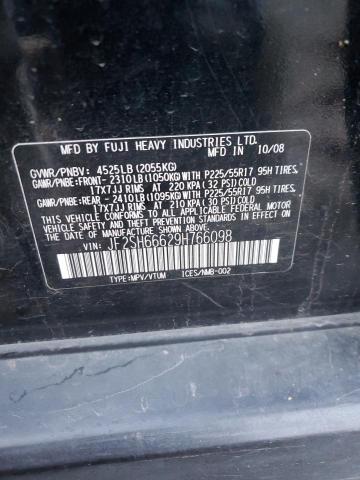 MFD BY FUJI HEAVY INDUSTRIES LTD.
MFD IN 10/08
GVWR/PNBV: 4525LB(2055KG)
GAWR/PNBE:FRONT- 2310LB(1050KG)WITH P225/55R17 95H TIRES,
17X7JJ RIMS AT 220 KPA(32 PSI)COLD
GAWR/PNBE:REAR - 2410LB(1095KG)WITH P225/55R17 95H TIRES,
17X7JJ RIMS AT 210 KPA(30 PSI)COLD
THIS VEHICLE CONFORMS TO ALL APPLICABLE FEDERAL MOTOR
VEHICLE SAFETY, BUMPER, AND THEFT PREVENTION STANDARDS
IN EFFECT ON THE DATE OF MANUFACTURE SHOWN ABOVE.
VIN: JF2SH66629H766098
TYPE:MPV/VTUM ICES/NMB-002